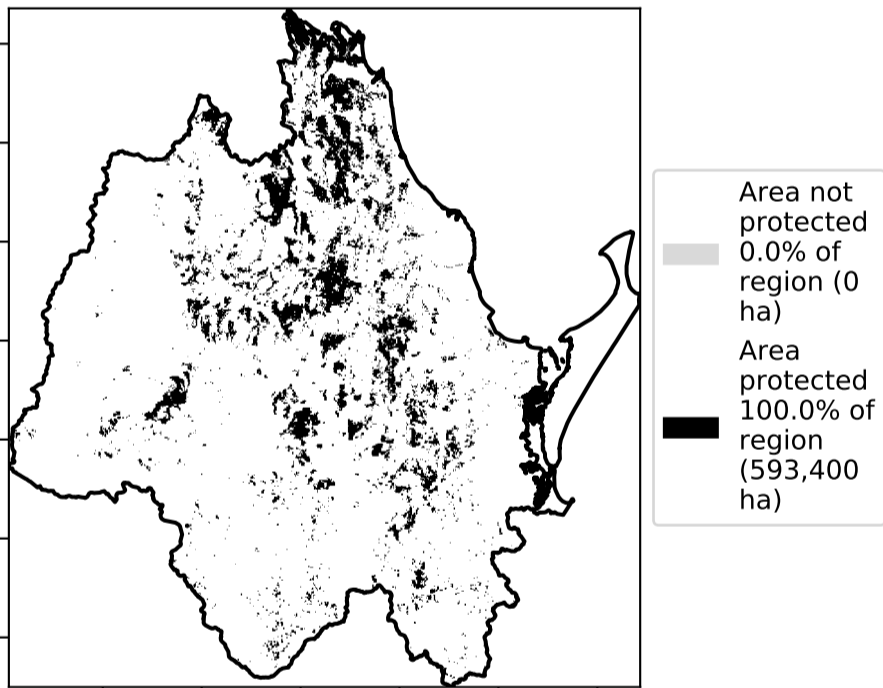 Area not
protected
0.0% of
region (0
ha)
Area
protected
100.0% of
region
(593,400
ha)